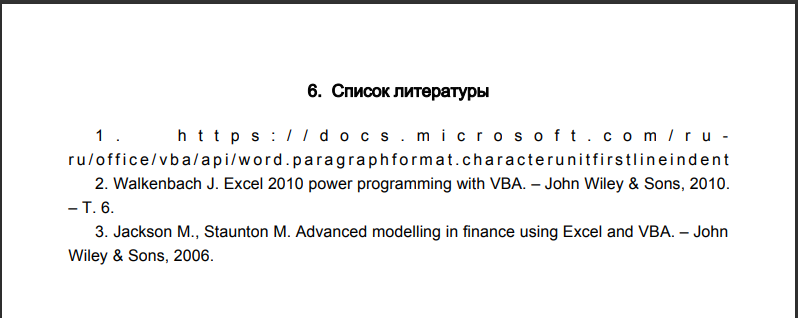 6. Список литературы
1. https://docs.microsoft.com/ru-
ru/office/vba/api/word.paragraphformat.characterunitfirstlineindent
2. Walkenbach J. Excel 2010 power programming with VBA. – John Wiley & Sons, 2010.
– Т. 6.
3. Jackson M., Staunton M. Advanced modelling in finance using Excel and VBA. – John
Wiley & Sons, 2006.